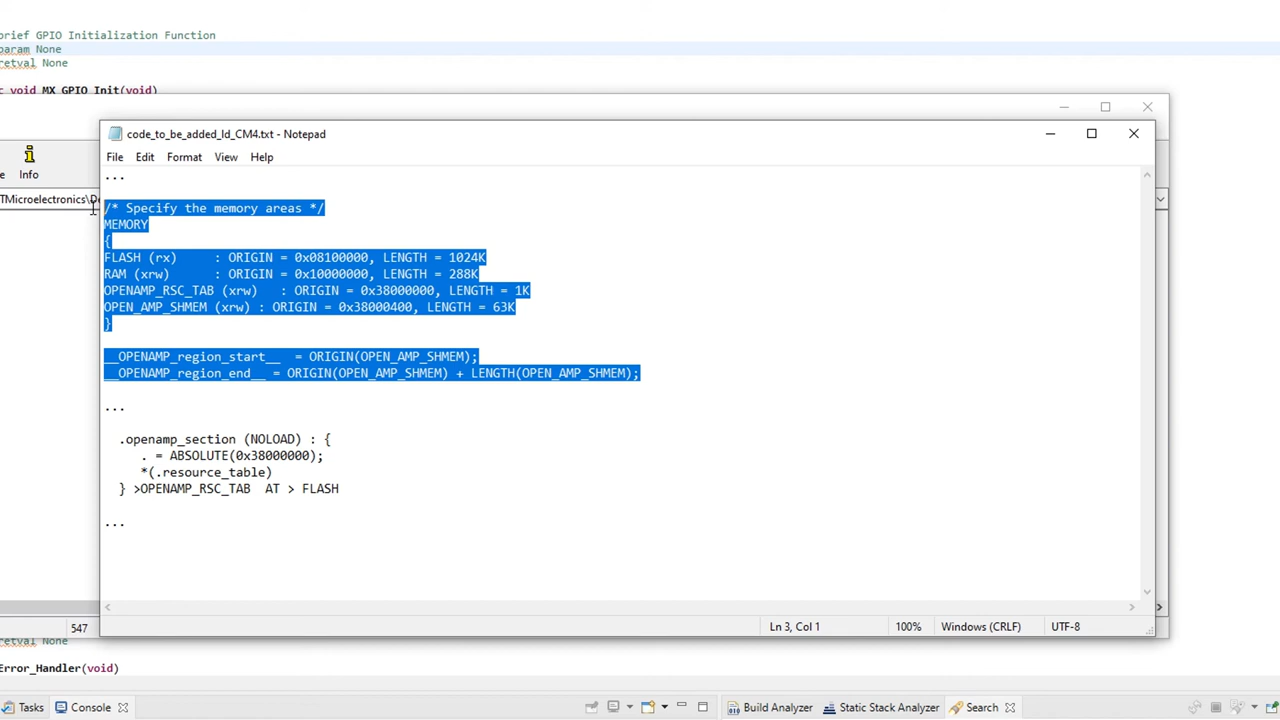 brief GPIO Initialization Function
param None
retval None
c void MX_GPIO_Init(void)
code_to_be_added_ld_CM4.txt - Notepad
File Edit Format View Help
e Info
TMicroelectronics\De
...
/* Specify the memory areas */
MEMORY
{
FLASH (rx) : ORIGIN = 0x08100000, LENGTH = 1024K
RAM (xrw) : ORIGIN = 0x10000000, LENGTH = 288K
OPENAMP_RSC_TAB (xrw) : ORIGIN = 0x38000000, LENGTH = 1K
OPEN_AMP_SHMEM (xrw) : ORIGIN = 0x38000400, LENGTH = 63K
}
__OPENAMP_region_start__ = ORIGIN(OPEN_AMP_SHMEM);
__OPENAMP_region_end__ = ORIGIN(OPEN_AMP_SHMEM) + LENGTH(OPEN_AMP_SHMEM);
...
.openamp_section (NOLOAD) : {
. = ABSOLUTE(0x38000000);
*(.resource_table)
} >OPENAMP_RSC_TAB AT > FLASH
...
547
Ln 3, Col 1 100% Windows (CRLF) UTF-8
retval None
Error_Handler(void)
Tasks Console Build Analyzer Static Stack Analyzer Search